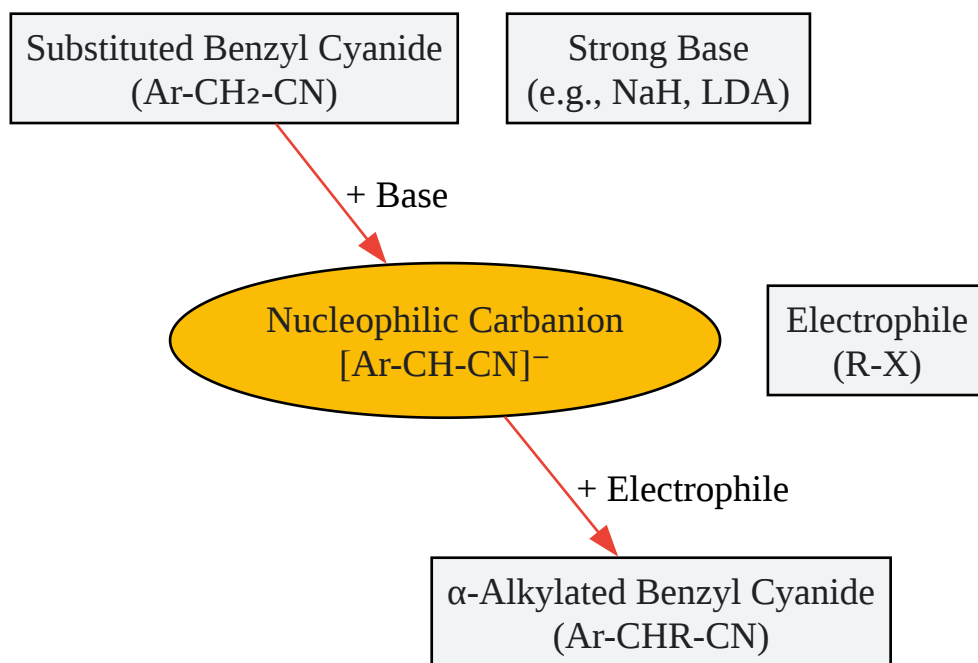 Substituted Benzyl Cyanide
(Ar-CH₂-CN)
Strong Base
(e.g., NaH, LDA)
+ Base
Nucleophilic Carbanion
[Ar-CH-CN]⁻
Electrophile
(R-X)
+ Electrophile
α-Alkylated Benzyl Cyanide
(Ar-CHR-CN)